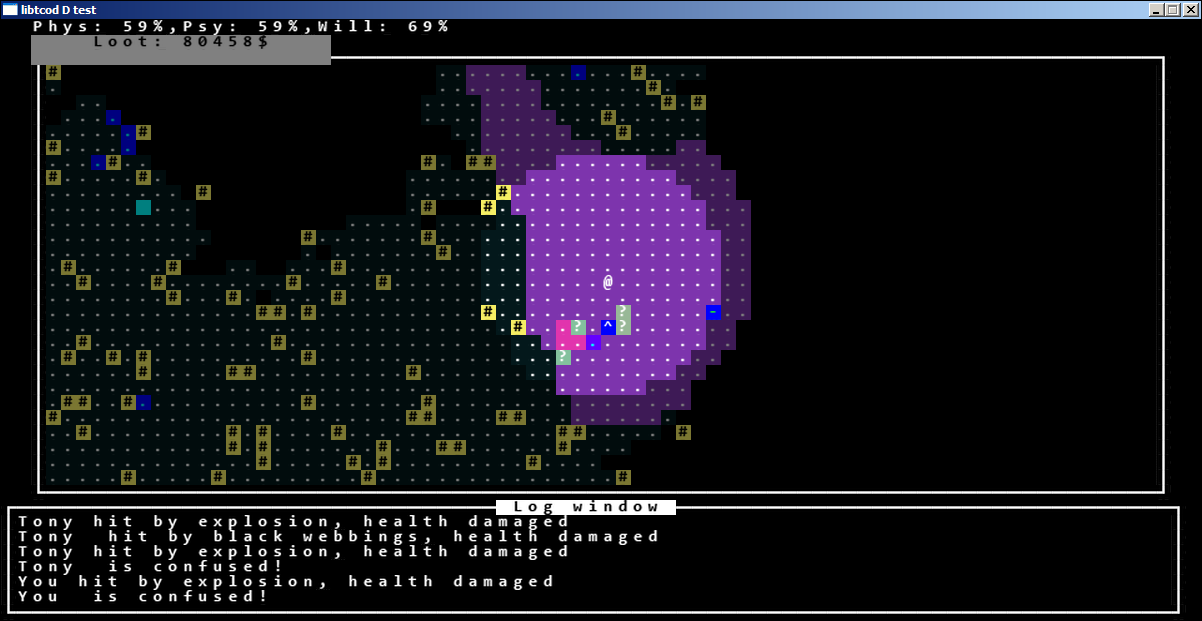 libtcod D test
Phys: 59%,Psy: 59%,Will: 69%
Loot: 80458$
Log window
Tony hit by explosion, health damaged
Tony  hit by black webbings, health damaged
Tony hit by explosion, health damaged
Tony  is confused!
You hit by explosion, health damaged
You  is confused!